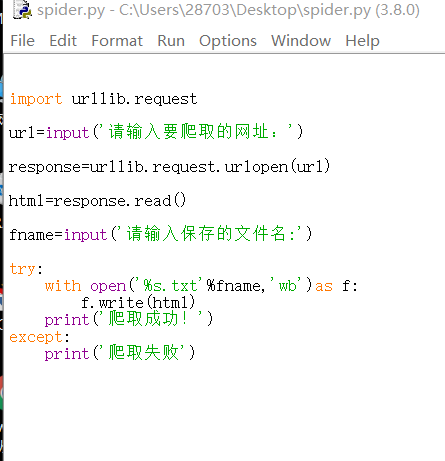 spider.py - C:\Users\28703\Desktop\spider.py (3.8.0)
File Edit Format Run Options Window Help
import urllib.request
url=input('请输入要爬取的网址：')
response=urllib.request.urlopen(url)
html=response.read()
fname=input('请输入保存的文件名:')
try:
    with open('%s.txt'%fname,'wb')as f:
        f.write(html)
    print('爬取成功！')
except:
    print('爬取失败')